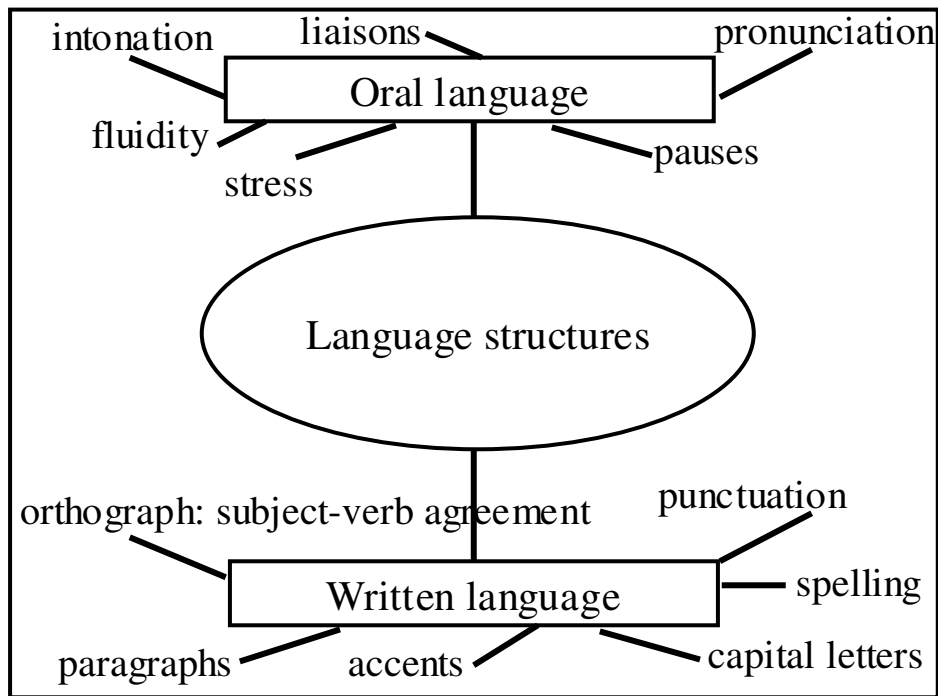 intonation
liaisons
pronunciation
Oral language
fluidity
stress
pauses
Language structures
orthograph: subject-verb agreement
punctuation
Written language
spelling
paragraphs
accents
capital letters